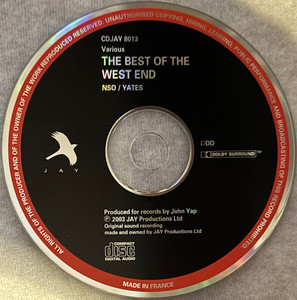 CDJAY 8013
Various
THE BEST OF THE
WEST END
NSO / YATES
JAY
DDD
DOLBY SURROUND
Produced for records by John Yap
℗ 2003 JAY Productions Ltd
Original sound recording
made and owned by JAY Productions Ltd
COMPACT
disc
DIGITAL AUDIO
ALL RIGHTS OF THE PRODUCER AND OF THE OWNER OF THE WORK REPRODUCED RESERVED. UNAUTHORISED COPYING, HIRING, LENDING, PUBLIC PERFORMANCE AND BROADCASTING OF THIS RECORD PROHIBITED.
MADE IN FRANCE